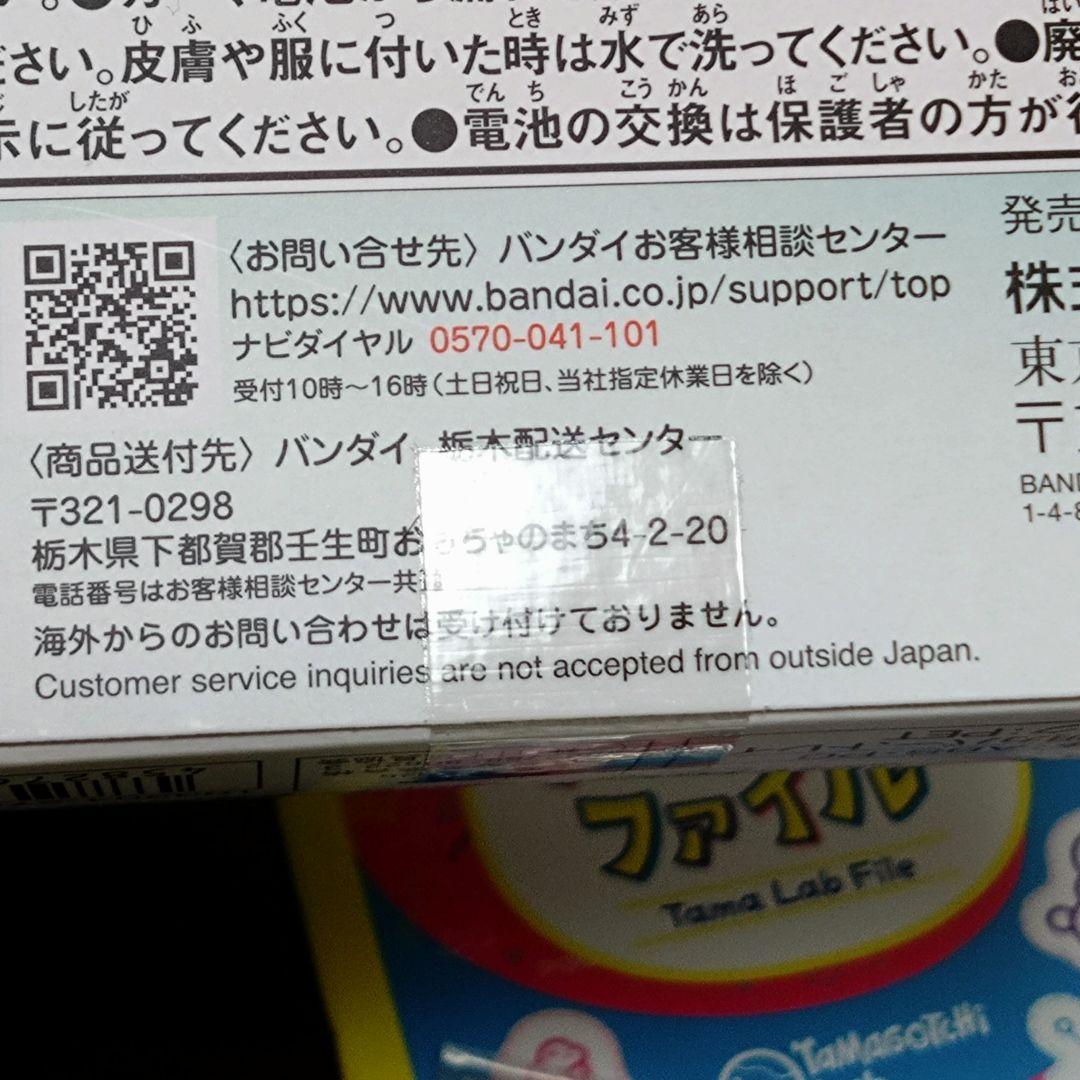 ださい。皮膚や服に付いた時は水で洗ってください。●廃
示に従ってください。●電池の交換は保護者の方が行
〈お問い合せ先〉バンダイお客様相談センター
https://www.bandai.co.jp/support/top
ナビダイヤル 0570-041-101
受付10時〜16時（土日祝日、当社指定休業日を除く）
〈商品送付先〉バンダイ 栃木配送センター
〒321-0298
栃木県下都賀郡壬生町おもちゃのまち4-2-20
電話番号はお客様相談センター共通
海外からのお問い合わせは受け付けておりません。
Customer service inquiries are not accepted from outside Japan.
発売
株式
東京
〒
BAND
1-4-8
ファイル
Tama Lab File
TAMAGOTCHI